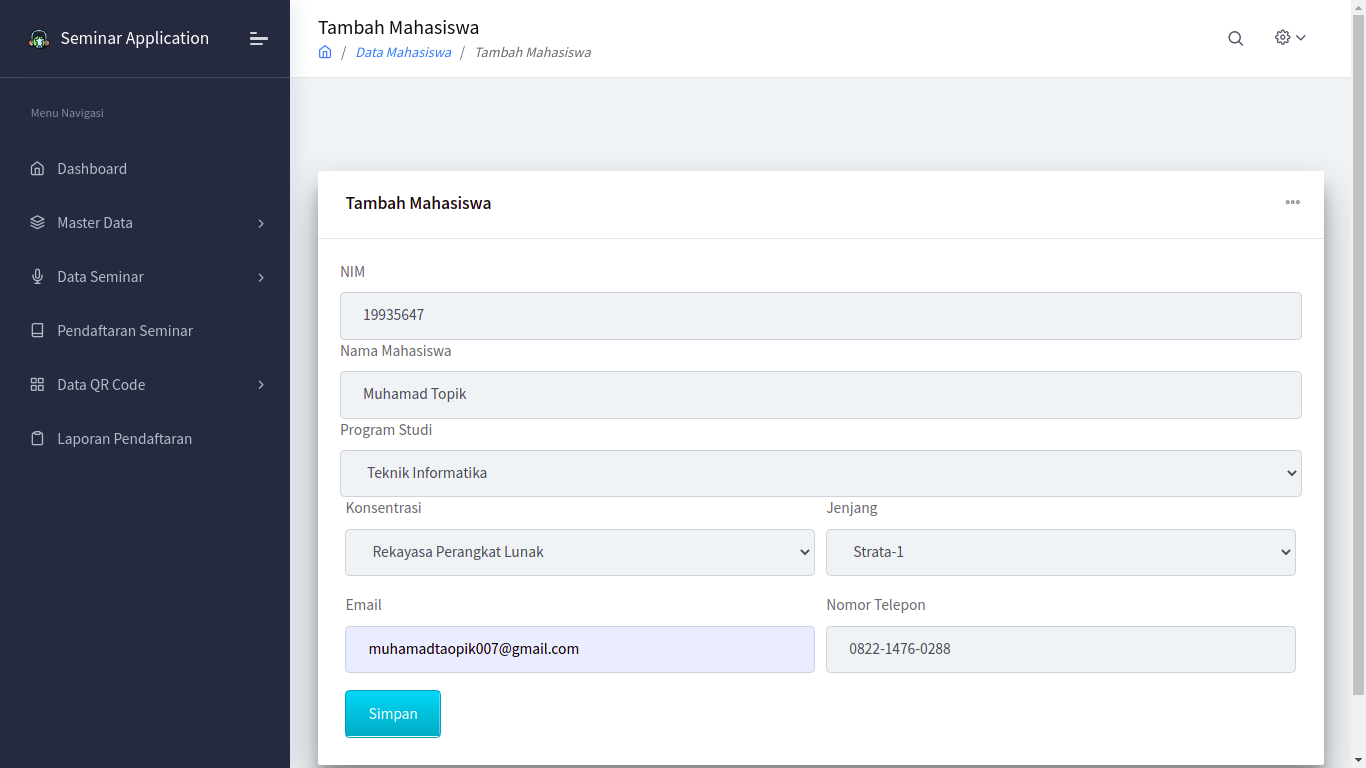 Seminar Application
Menu Navigasi
Dashboard
Master Data
Data Seminar
Pendaftaran Seminar
Data QR Code
Laporan Pendaftaran
Tambah Mahasiswa
/ Data Mahasiswa / Tambah Mahasiswa
Tambah Mahasiswa
NIM
19935647
Nama Mahasiswa
Muhamad Topik
Program Studi
Teknik Informatika
Konsentrasi
Rekayasa Perangkat Lunak
Jenjang
Strata-1
Email
muhamadtaopik007@gmail.com
Nomor Telepon
0822-1476-0288
Simpan